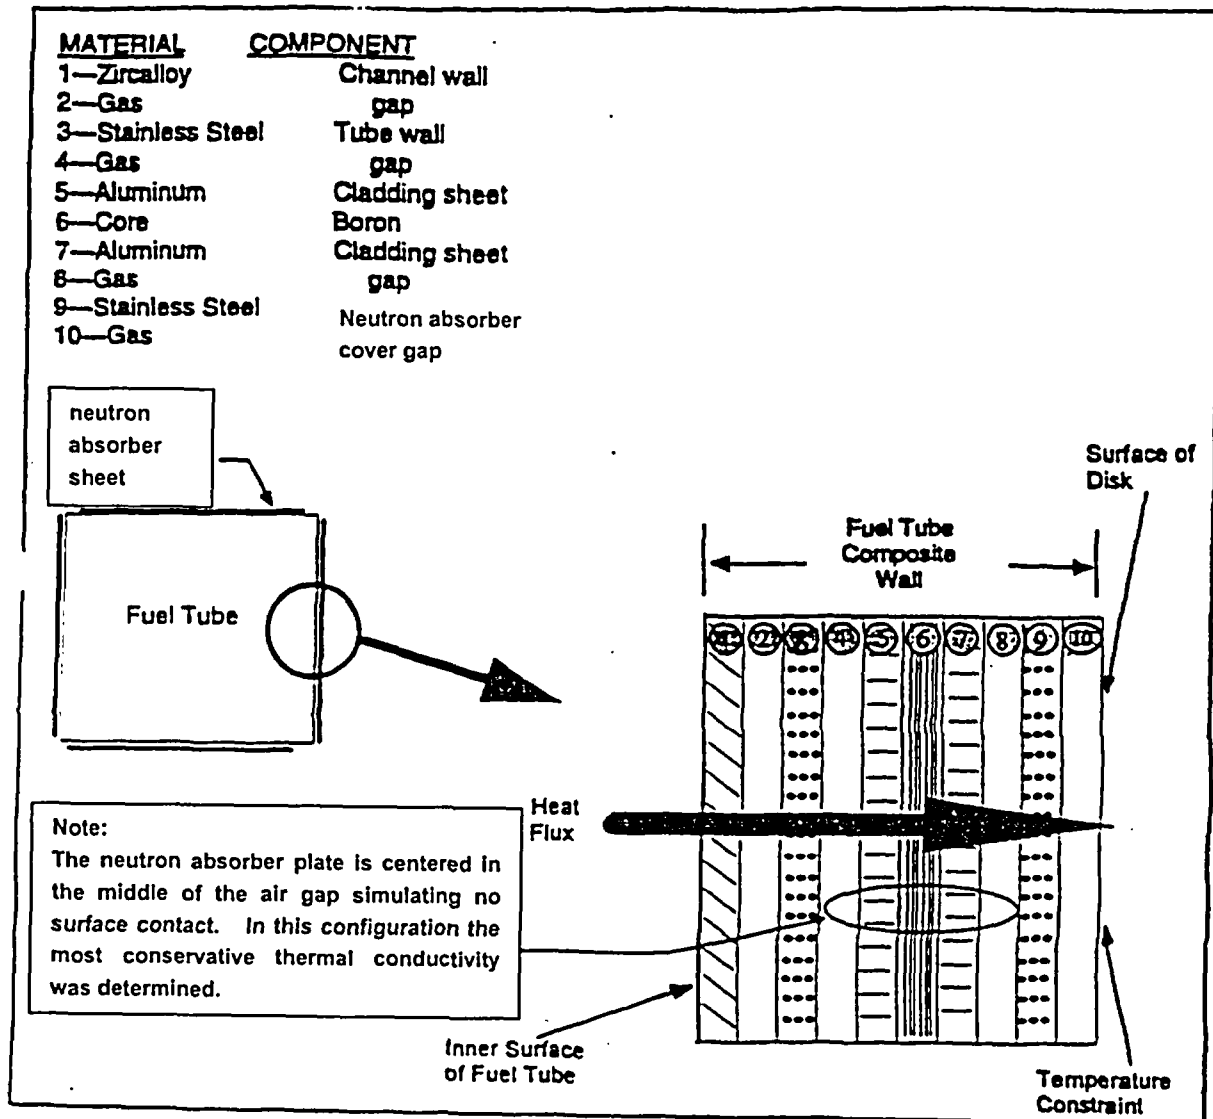 MATERIAL COMPONENT
1—Zircalloy Channel wall
2—Gas gap
3—Stainless Steel Tube wall
4—Gas gap
5—Aluminum Cladding sheet
6—Core Boron
7—Aluminum Cladding sheet
8—Gas gap
9—Stainless Steel Neutron absorber
10—Gas cover gap
neutron
absorber
sheet
Surface of
Disk
Fuel Tube
Composite
Wall
Fuel Tube
1 2 3 4 5 6 7 8 9 10
Heat
Flux
Note:
The neutron absorber plate is centered in
the middle of the air gap simulating no
surface contact. In this configuration the
most conservative thermal conductivity
was determined.
Inner Surface
of Fuel Tube
Temperature
Constraint